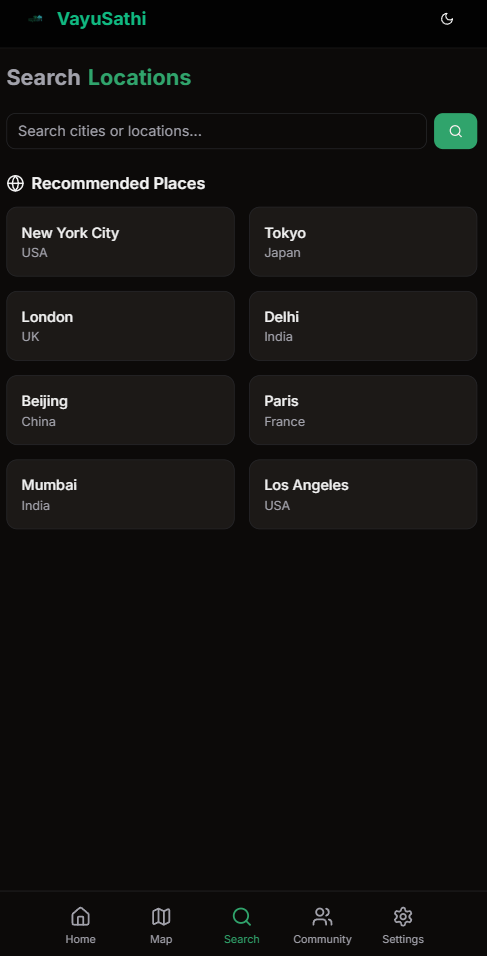 VayuSathi
Search Locations
Search cities or locations...
Recommended Places
New York City
USA
Tokyo
Japan
London
UK
Delhi
India
Beijing
China
Paris
France
Mumbai
India
Los Angeles
USA
Home
Map
Search
Community
Settings